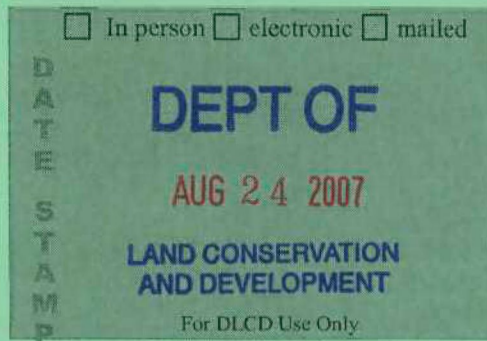 ☐ In person ☐ electronic ☐ mailed
DATE STAMP
DEPT OF
AUG 24 2007
LAND CONSERVATION
AND DEVELOPMENT
For DLCD Use Only